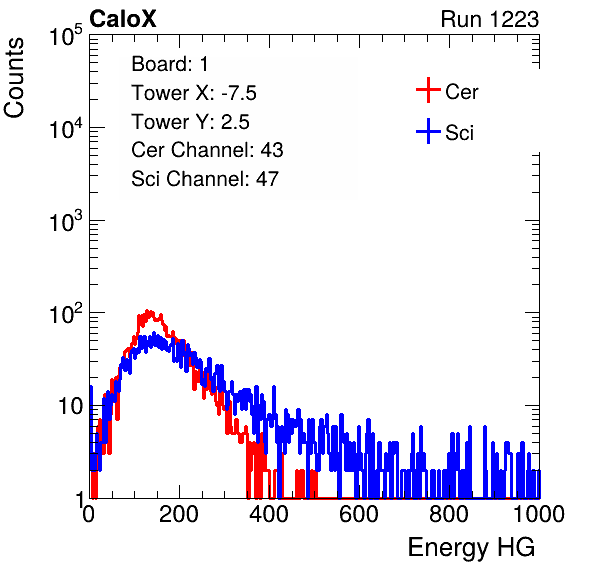 CaloX
Run 1223
Counts
10^5
10^4
10^3
10^2
10
1
Board: 1
Tower X: -7.5
Tower Y: 2.5
Cer Channel: 43
Sci Channel: 47
Cer
Sci
0 200 400 600 800 1000
Energy HG